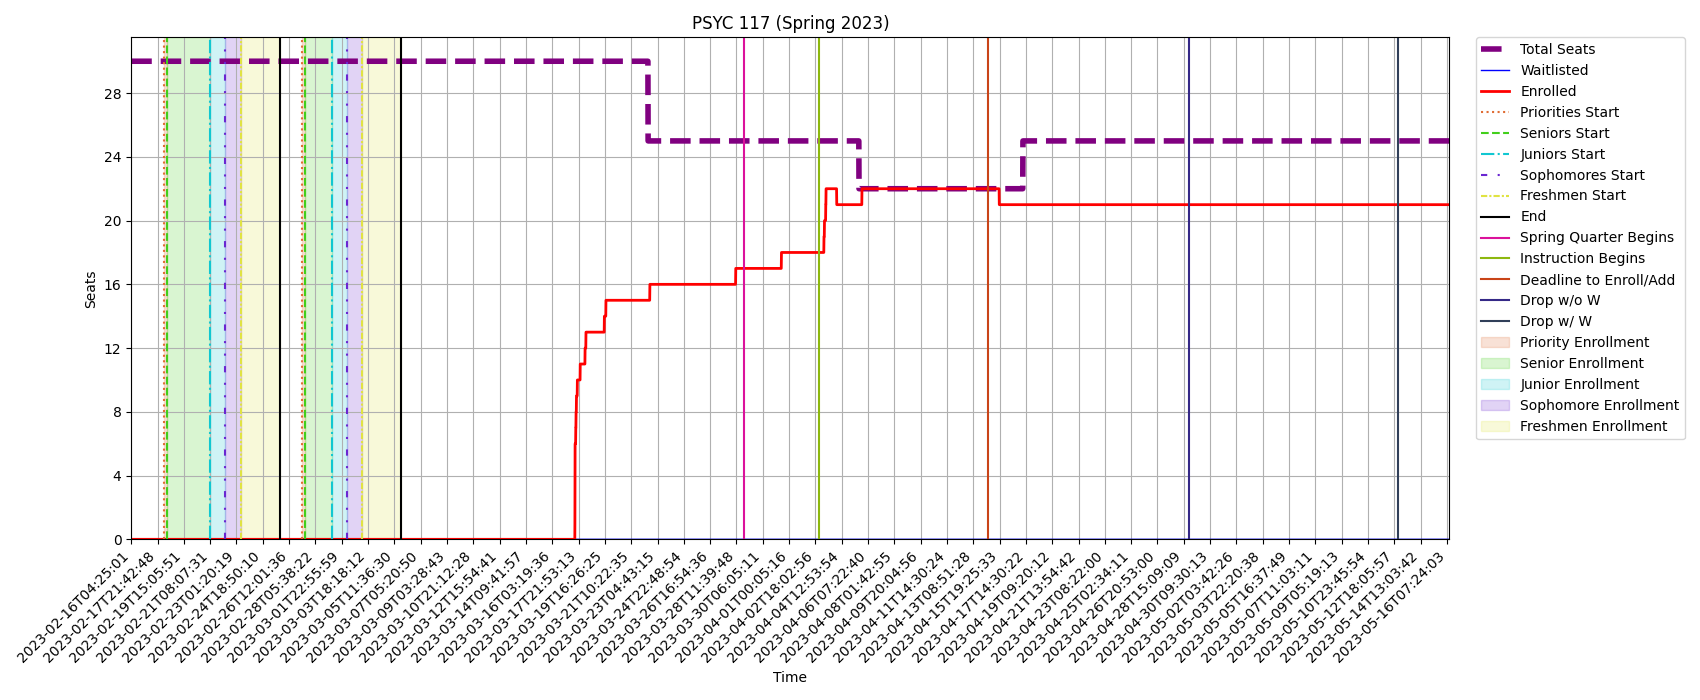 PSYC 117 (Spring 2023)
Seats
28
24
20
16
12
8
4
0
2023-02-16T04:25:01
2023-02-17T21:42:48
2023-02-19T15:05:51
2023-02-21T08:07:31
2023-02-23T01:20:19
2023-02-24T18:50:10
2023-02-26T12:01:36
2023-02-28T05:38:22
2023-03-01T22:55:59
2023-03-03T18:18:12
2023-03-05T11:36:30
2023-03-07T05:20:50
2023-03-09T03:28:43
2023-03-10T21:12:28
2023-03-12T15:54:41
2023-03-14T09:41:57
2023-03-16T03:19:36
2023-03-17T21:53:13
2023-03-19T16:26:25
2023-03-21T10:22:35
2023-03-23T04:43:15
2023-03-24T22:48:54
2023-03-26T16:54:36
2023-03-28T11:39:48
2023-03-30T06:05:11
2023-04-01T00:05:16
2023-04-02T18:02:56
2023-04-04T12:53:54
2023-04-06T07:22:40
2023-04-08T01:42:55
2023-04-09T20:04:56
2023-04-11T14:30:24
2023-04-13T08:51:28
2023-04-15T19:25:33
2023-04-17T14:30:22
2023-04-19T09:20:12
2023-04-21T13:54:42
2023-04-23T08:22:00
2023-04-25T02:34:11
2023-04-26T20:53:00
2023-04-28T15:09:09
2023-04-30T09:30:13
2023-05-02T03:42:26
2023-05-03T22:20:38
2023-05-05T16:37:49
2023-05-07T11:03:11
2023-05-09T05:19:13
2023-05-10T23:45:54
2023-05-12T18:05:57
2023-05-14T13:03:42
2023-05-16T07:24:03
Time
Total Seats
Waitlisted
Enrolled
Priorities Start
Seniors Start
Juniors Start
Sophomores Start
Freshmen Start
End
Spring Quarter Begins
Instruction Begins
Deadline to Enroll/Add
Drop w/o W
Drop w/ W
Priority Enrollment
Senior Enrollment
Junior Enrollment
Sophomore Enrollment
Freshmen Enrollment